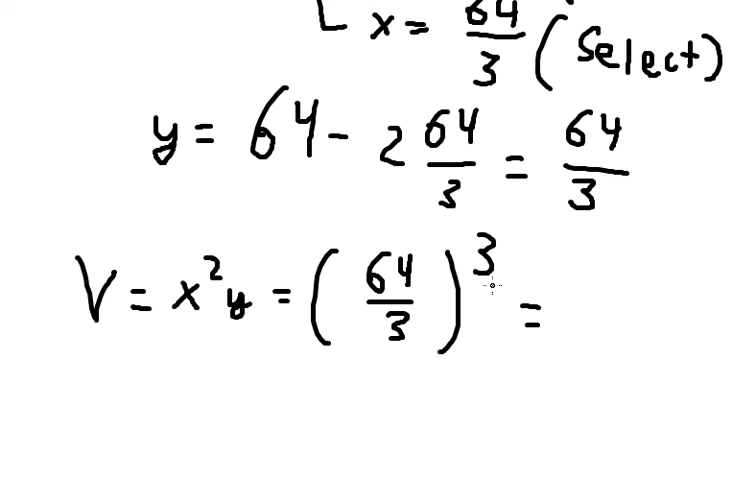 x = 64/3 (Select)
y = 64 - 2 64/3 = 64/3
V = x²y = (64/3)³ =